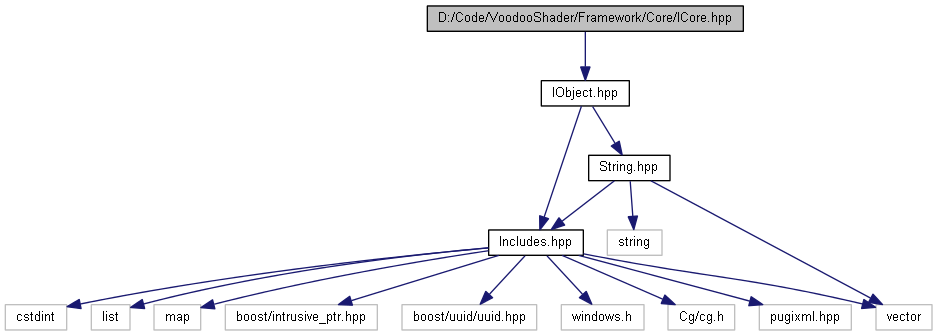 D:/Code/VoodooShader/Framework/Core/ICore.hpp
IObject.hpp
String.hpp
Includes.hpp
string
cstdint
list
map
boost/intrusive_ptr.hpp
boost/uuid/uuid.hpp
windows.h
Cg/cg.h
pugixml.hpp
vector